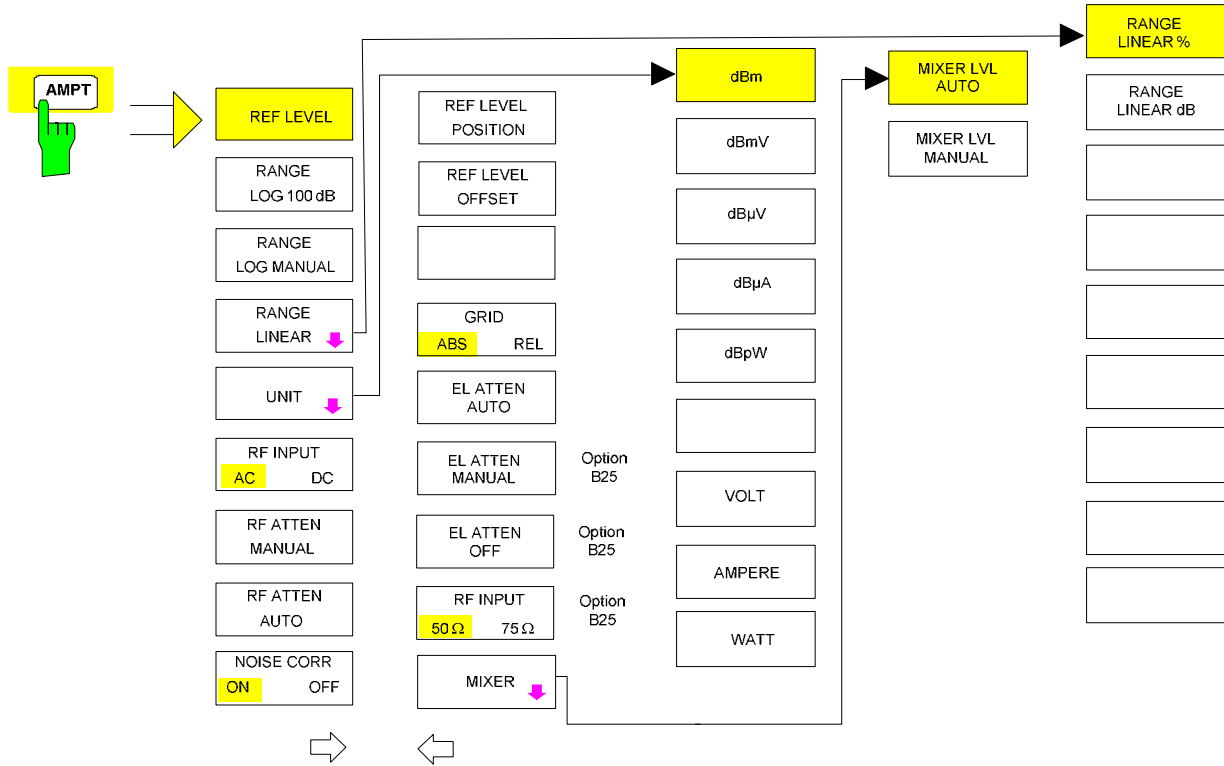 AMPT
REF LEVEL
RANGE
LOG 100 dB
RANGE
LOG MANUAL
RANGE
LINEAR
UNIT
RF INPUT
AC DC
RF ATTEN
MANUAL
RF ATTEN
AUTO
NOISE CORR
ON OFF
REF LEVEL
POSITION
REF LEVEL
OFFSET
GRID
ABS REL
EL ATTEN
AUTO
EL ATTEN
MANUAL
Option
B25
EL ATTEN
OFF
Option
B25
RF INPUT
50 Ω 75 Ω
Option
B25
MIXER
dBm
dBmV
dBµV
dBµA
dBpW
VOLT
AMPERE
WATT
MIXER LVL
AUTO
MIXER LVL
MANUAL
RANGE
LINEAR %
RANGE
LINEAR dB